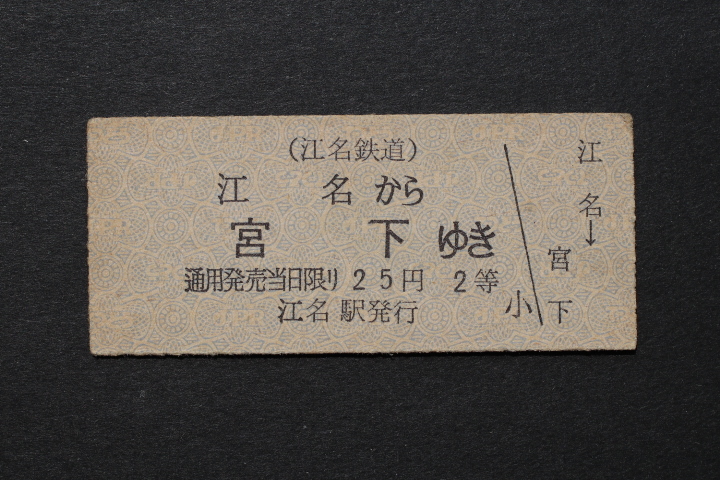 (江名鉄道)
江名から
宮下ゆき
通用発売当日限り 25円 2等
江名駅発行
小
江名→
宮下